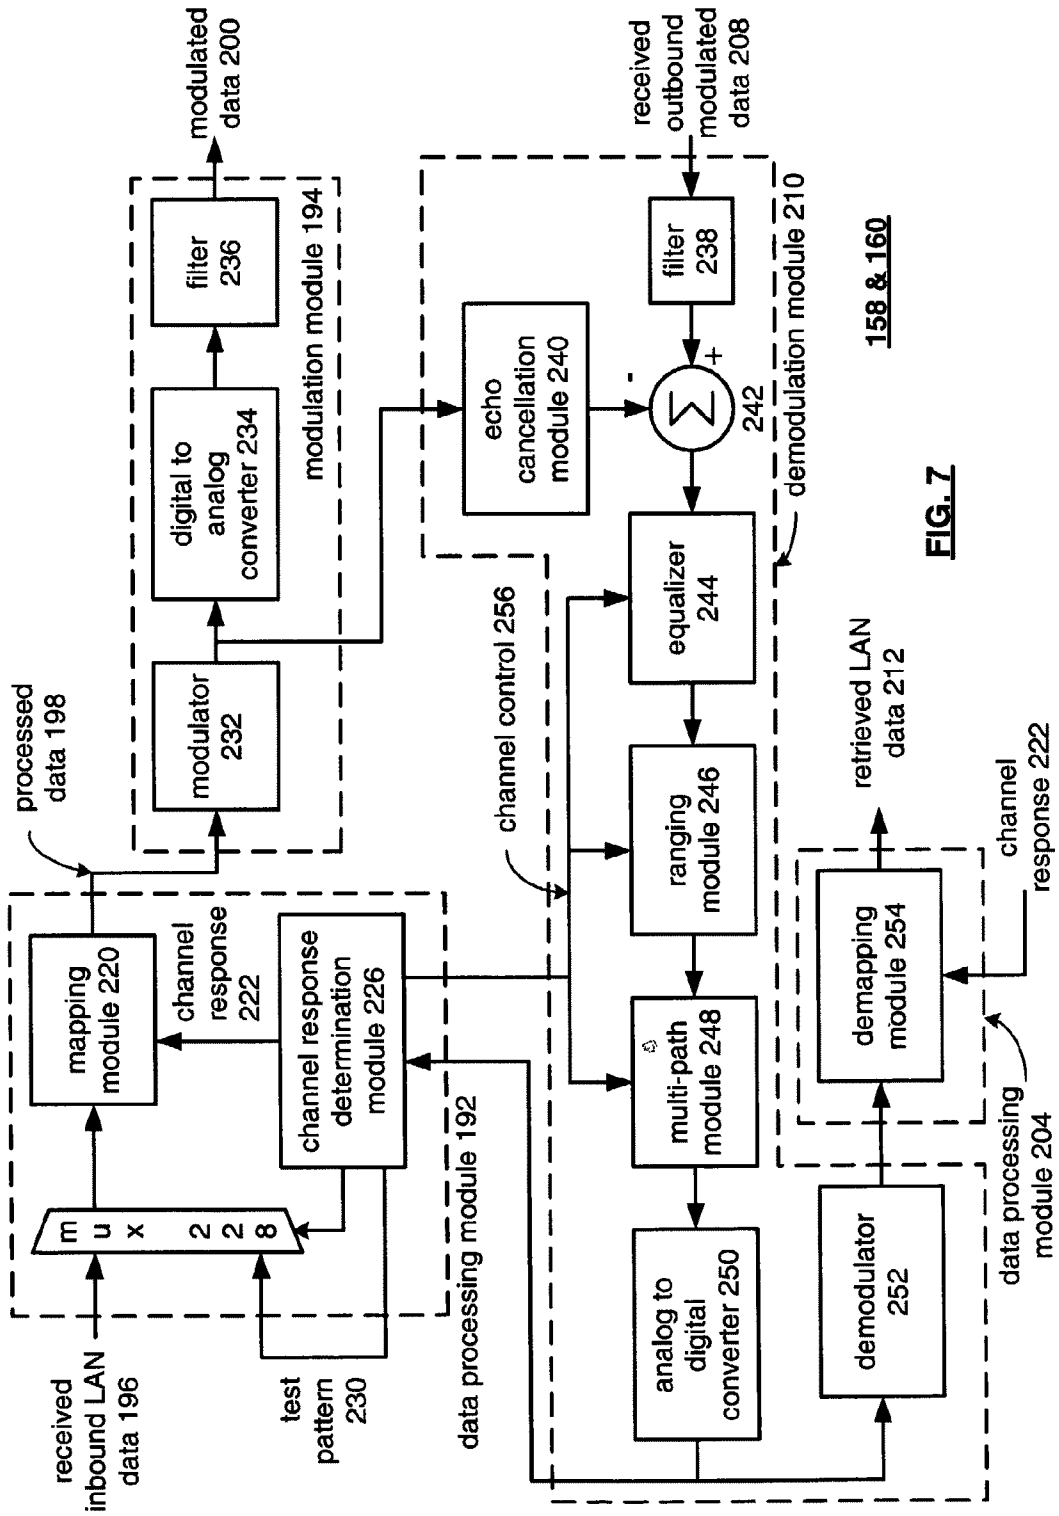 received
inbound LAN
data 196
mux 228
test
pattern
230
mapping
module 220
channel
response
222
channel response
determination
module 226
data processing module 192
processed
data 198
modulator
232
digital to
analog
converter 234
filter
236
modulation module 194
modulated
data 200
received
outbound
modulated
data 208
filter
238
echo
cancellation
module 240
-
+
Σ
242
demodulation module 210
channel control 256
equalizer
244
ranging
module 246
multi-path
module 248
analog to
digital
converter 250
demodulator
252
demapping
module 254
data processing
module 204
channel
response 222
retrieved LAN
data 212
158 & 160
FIG. 7